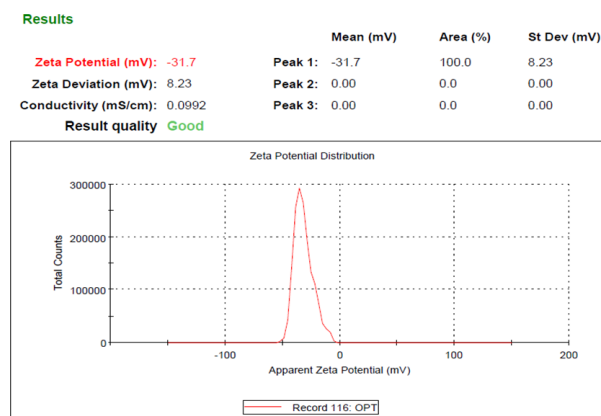 Results
Mean (mV) Area (%) St Dev (mV)
Zeta Potential (mV): -31.7 Peak 1: -31.7 100.0 8.23
Zeta Deviation (mV): 8.23 Peak 2: 0.00 0.0 0.00
Conductivity (mS/cm): 0.0992 Peak 3: 0.00 0.0 0.00
Result quality Good
Zeta Potential Distribution
300000
200000
100000
0
Total Counts
-100 0 100 200
Apparent Zeta Potential (mV)
Record 116: OPT